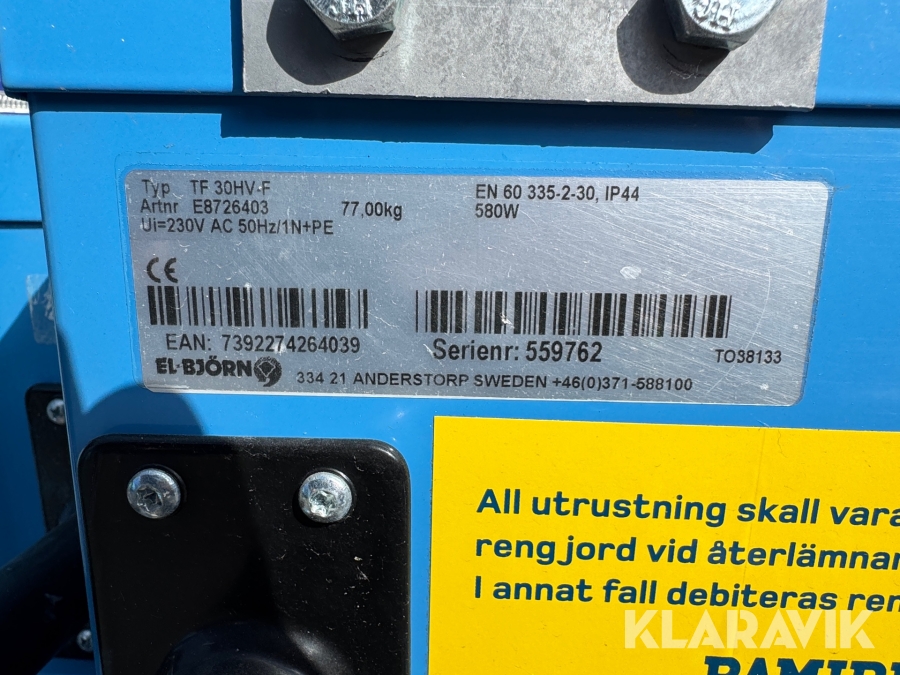 Typ TF 30HV-F EN 60 335-2-30, IP44
Artnr E8726403 77,00kg 580W
Ui=230V AC 50Hz/1N+PE
CE
EAN: 7392274264039 Serienr: 559762 TO38133
EL-BJÖRN 334 21 ANDERSTORP SWEDEN +46(0)371-588100
All utrustning skall vara
rengjord vid återlämnan
I annat fall debiteras ren
KLARAVIK